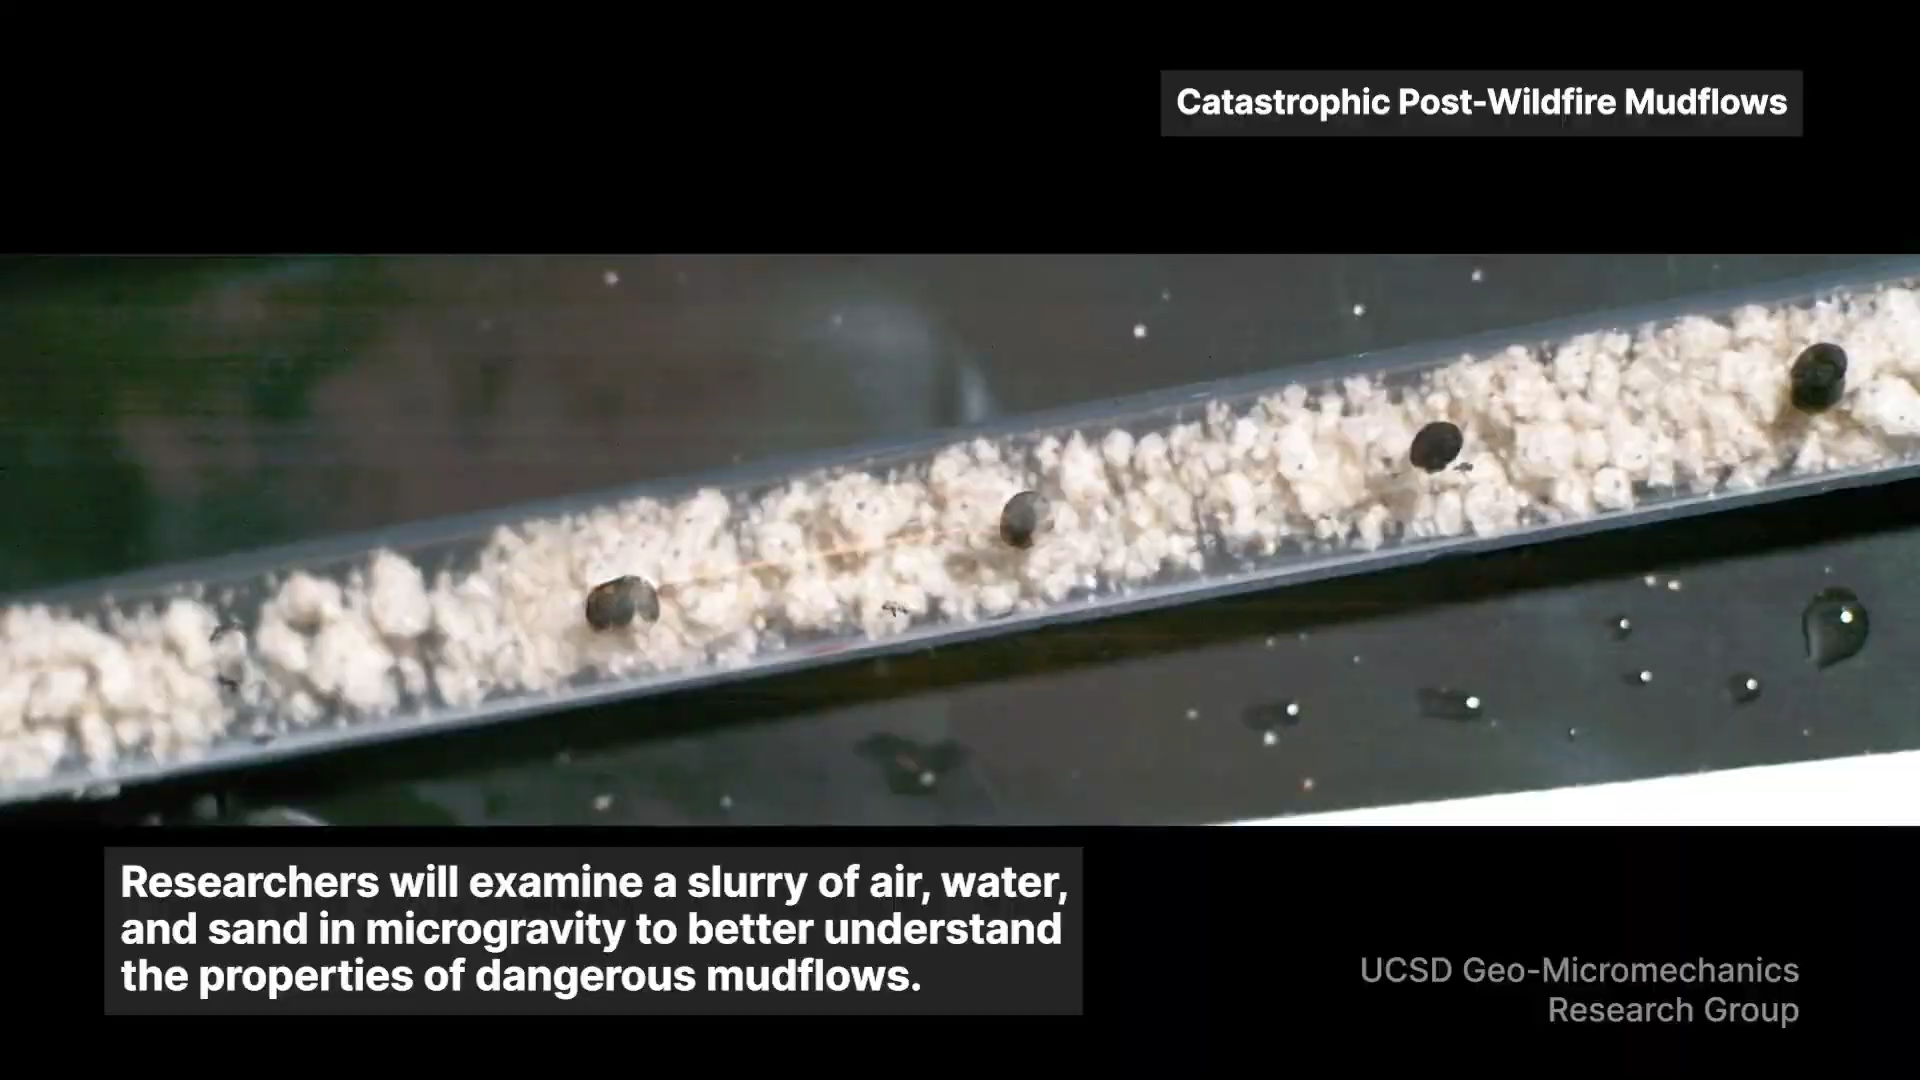 Catastrophic Post-Wildfire Mudflows
Researchers will examine a slurry of air, water,
and sand in microgravity to better understand
the properties of dangerous mudflows.
UCSD Geo-Micromechanics
Research Group